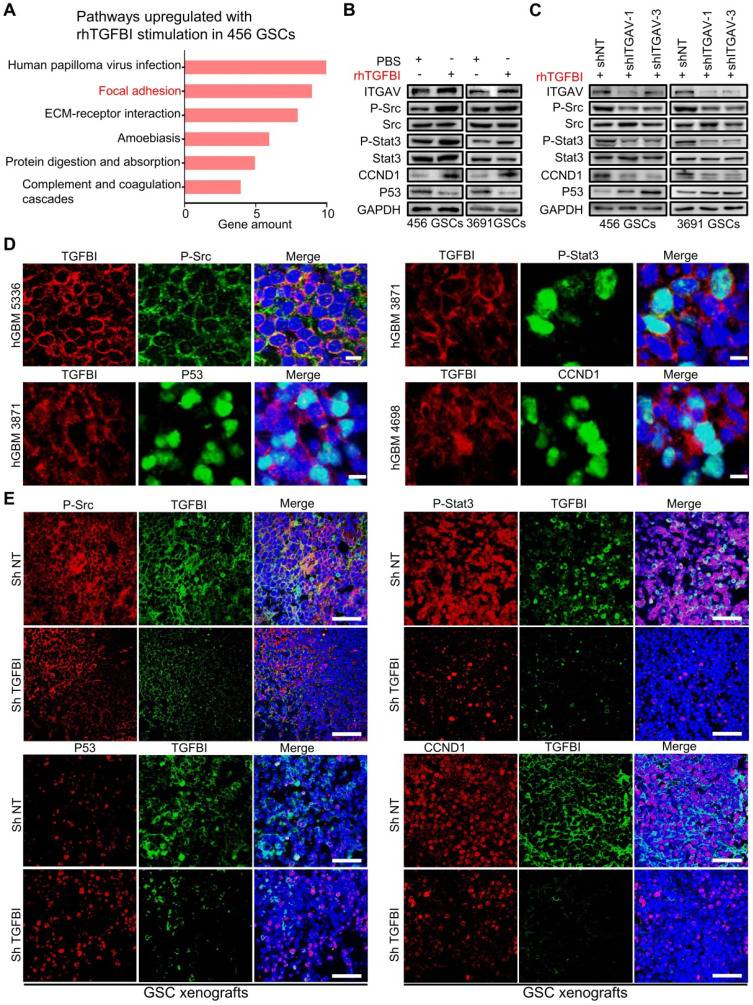 A
Pathways upregulated with
rhTGFBI stimulation in 456 GSCs
Human papilloma virus infection
Focal adhesion
ECM-receptor interaction
Amoebiasis
Protein digestion and absorption
Complement and coagulation
cascades
0 5 10
Gene amount
B
PBS + - + -
rhTGFBI - + - +
ITGAV
P-Src
Src
P-Stat3
Stat3
CCND1
P53
GAPDH
456 GSCs 3691GSCs
C
rhTGFBI
+ shNT
+ shITGAV-1
+ shITGAV-3
+ shNT
+ shITGAV-1
+ shITGAV-3
ITGAV
P-Src
Src
P-Stat3
Stat3
CCND1
P53
GAPDH
456 GSCs 3691 GSCs
D
TGFBI P-Src Merge
hGBM 5336
TGFBI P-Stat3 Merge
hGBM 3871
TGFBI P53 Merge
hGBM 3871
TGFBI CCND1 Merge
hGBM 4698
E
P-Src TGFBI Merge
Sh NT
Sh TGFBI
P-Stat3 TGFBI Merge
Sh NT
Sh TGFBI
P53 TGFBI Merge
Sh NT
Sh TGFBI
CCND1 TGFBI Merge
Sh NT
Sh TGFBI
GSC xenografts
GSC xenografts